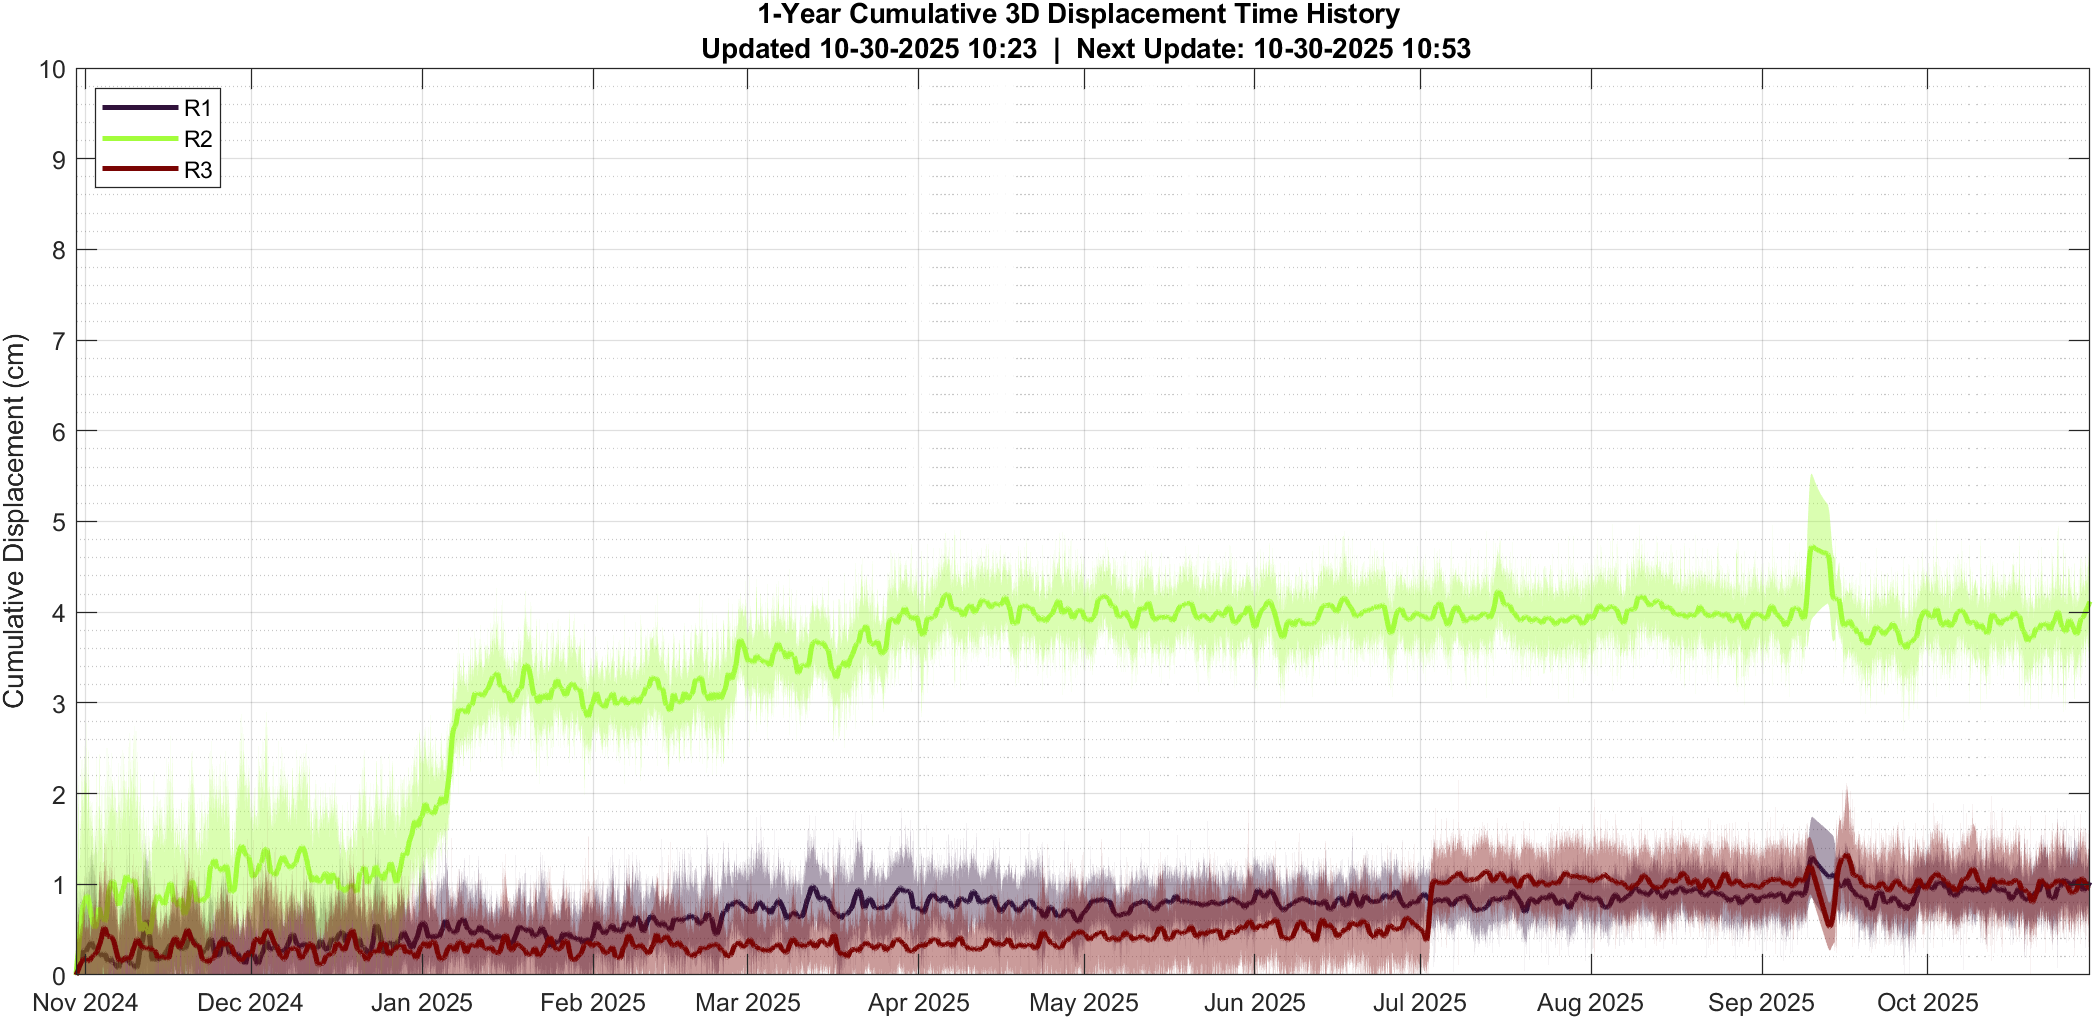 1-Year Cumulative 3D Displacement Time History
Updated 10-30-2025 10:23 | Next Update: 10-30-2025 10:53
R1
R2
R3
Cumulative Displacement (cm)
10
9
8
7
6
5
4
3
2
1
0
Nov 2024 Dec 2024 Jan 2025 Feb 2025 Mar 2025 Apr 2025 May 2025 Jun 2025 Jul 2025 Aug 2025 Sep 2025 Oct 2025